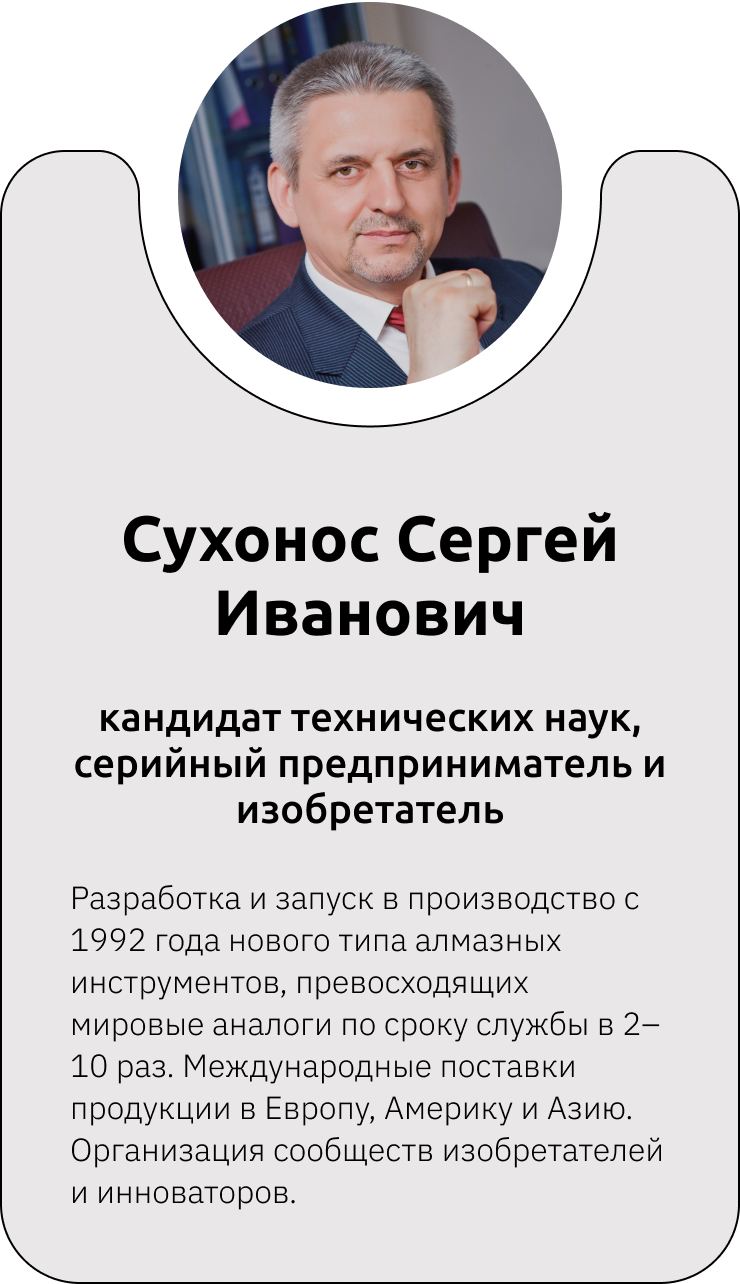 Сухонос Сергей
Иванович
кандидат технических наук,
серийный предприниматель и
изобретатель
Разработка и запуск в производство с
1992 года нового типа алмазных
инструментов, превосходящих
мировые аналоги по сроку службы в 2–
10 раз. Международные поставки
продукции в Европу, Америку и Азию.
Организация сообществ изобретателей
и инноваторов.